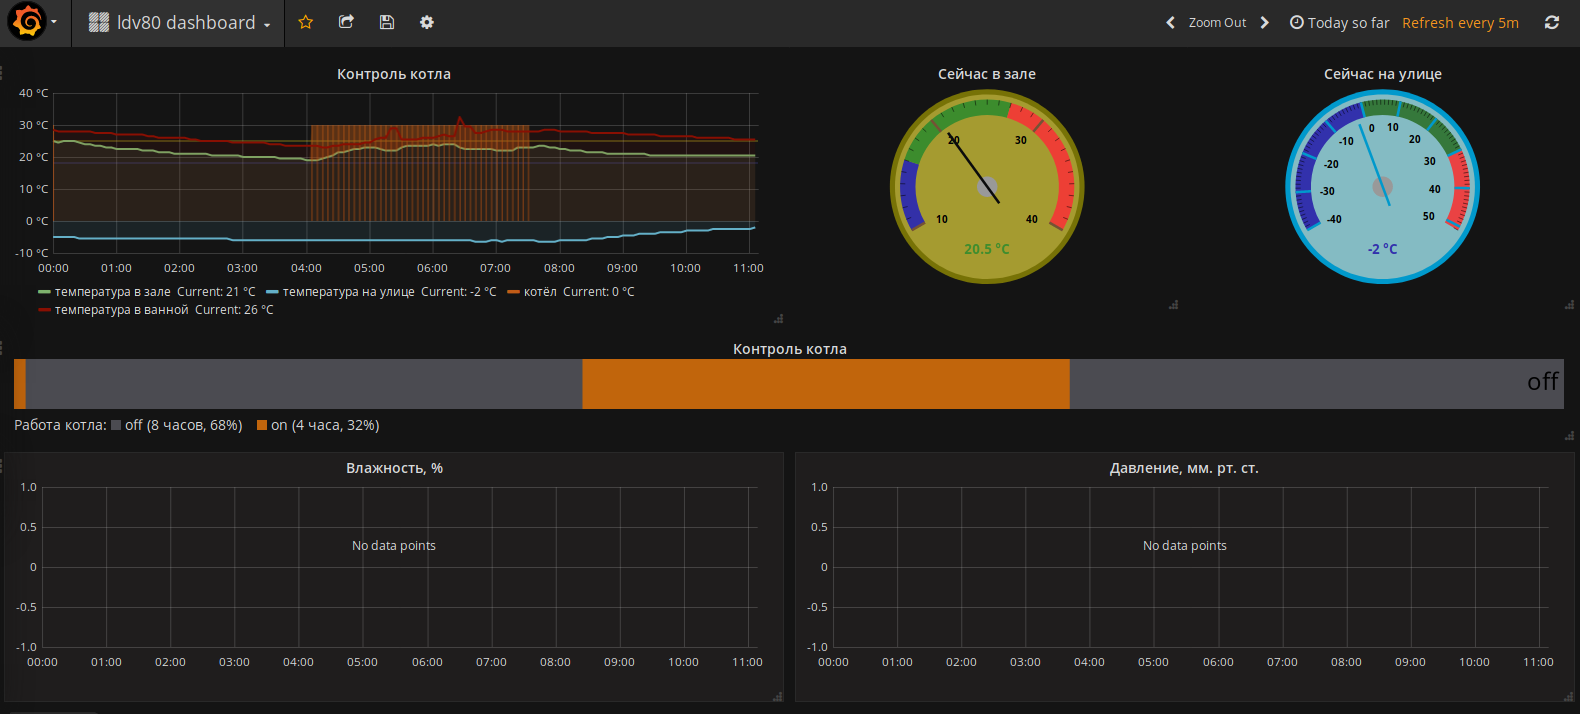 ldv80 dashboard
Zoom Out
Today so far Refresh every 5m
Контроль котла
40 °C
30 °C
20 °C
10 °C
0 °C
-10 °C
00:00 01:00 02:00 03:00 04:00 05:00 06:00 07:00 08:00 09:00 10:00 11:00
температура в зале Current: 21 °C температура на улице Current: -2 °C котёл Current: 0 °C
температура в ванной Current: 26 °C
Сейчас в зале
10 20 30 40
20.5 °C
Сейчас на улице
-40 -30 -20 -10 0 10 20 30 40 50
-2 °C
Контроль котла
off
Работа котла: off (8 часов, 68%) on (4 часа, 32%)
Влажность, %
1.0
0.5
0
-0.5
-1.0
No data points
00:00 01:00 02:00 03:00 04:00 05:00 06:00 07:00 08:00 09:00 10:00 11:00
Давление, мм. рт. ст.
1.0
0.5
0
-0.5
-1.0
No data points
00:00 01:00 02:00 03:00 04:00 05:00 06:00 07:00 08:00 09:00 10:00 11:00